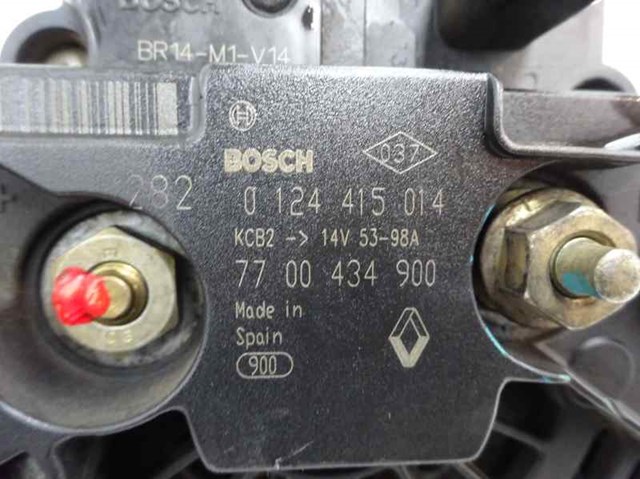 BOSCH
BR14-M1-V14
BOSCH
037
282
0 124 415 014
KCB2 -> 14V 53-98A
77 00 434 900
Made in
Spain
900